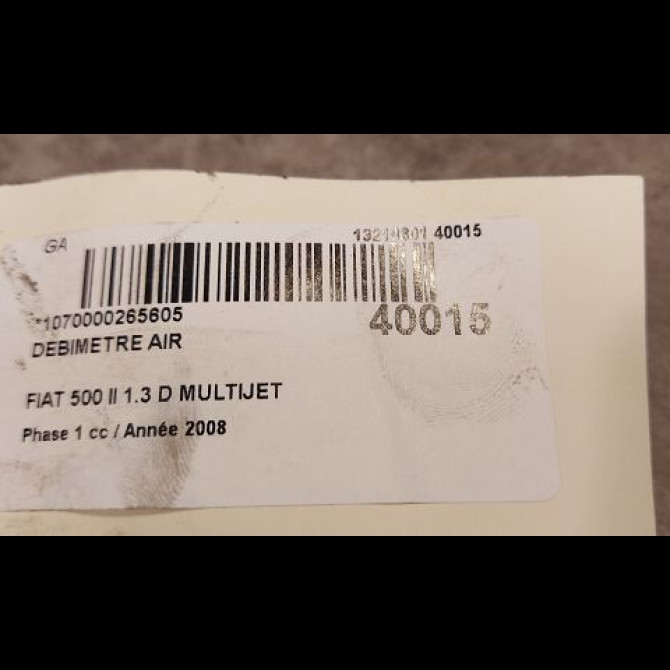 GA 40015
*1070000265605 40015
DEBIMETRE AIR
FIAT 500 II 1.3 D MULTIJET
Phase 1 cc / Année 2008